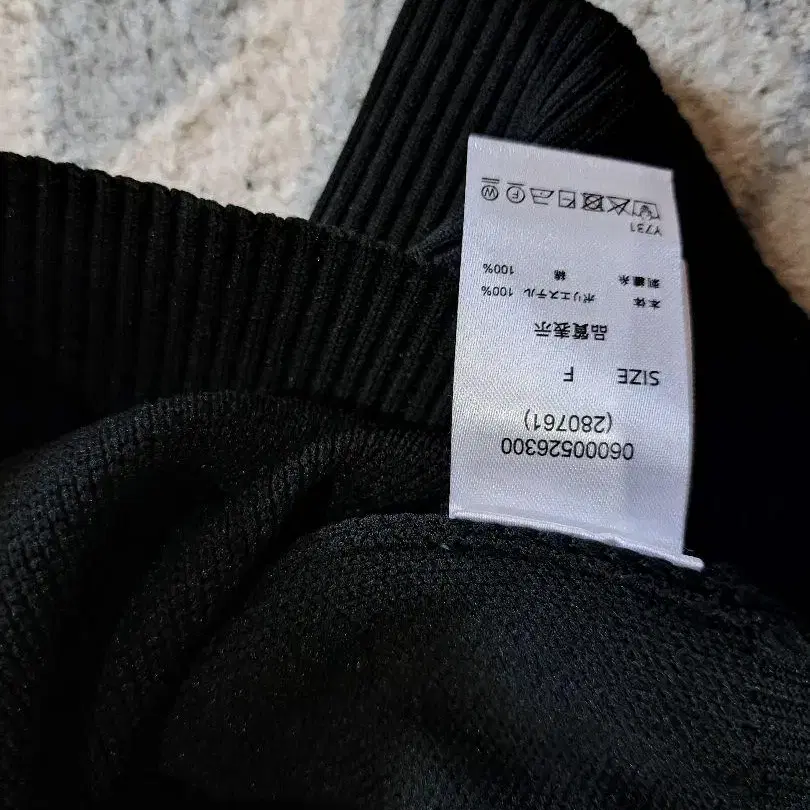 06000526300
(280761)
SIZE F
品質表示
本体 ポリエステル 100%
刺繍糸 綿 100%
Y731
F W